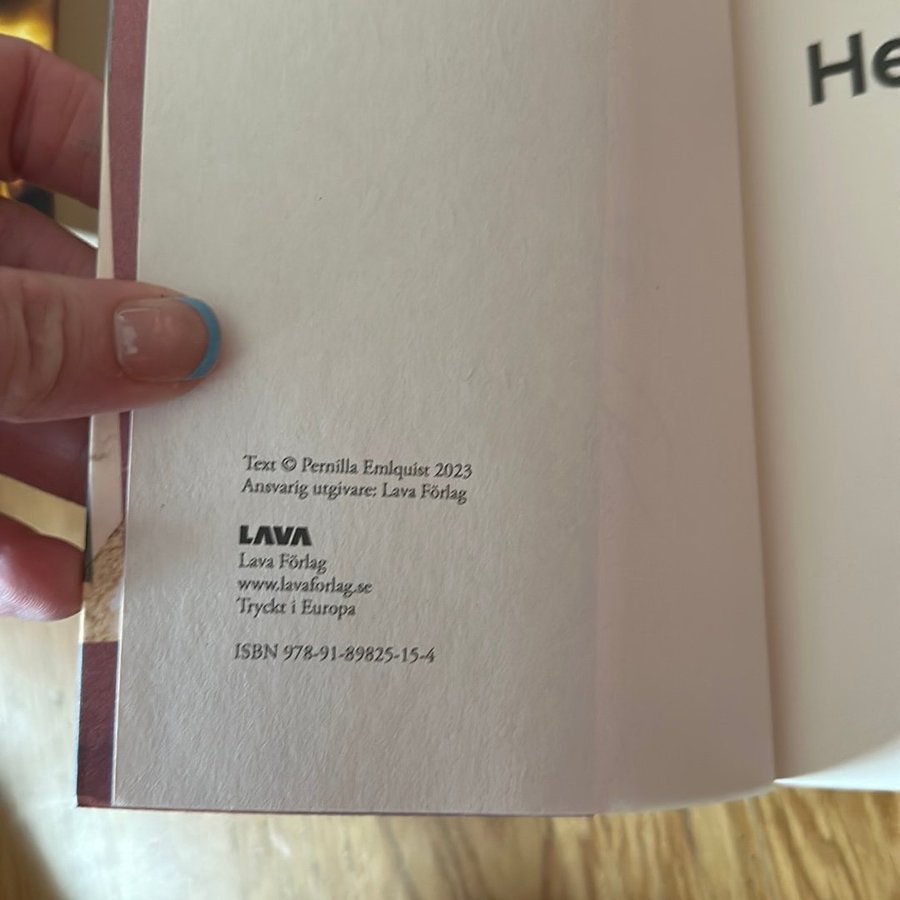 He
Text © Pernilla Emlquist 2023
Ansvarig utgivare: Lava Förlag
LAVA
Lava Förlag
www.lavaforlag.se
Tryckt i Europa
ISBN 978-91-89825-15-4